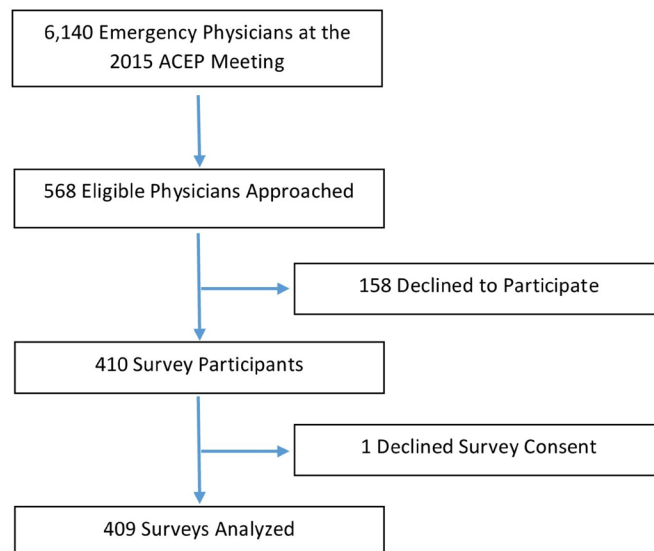 6,140 Emergency Physicians at the
2015 ACEP Meeting
568 Eligible Physicians Approached
158 Declined to Participate
410 Survey Participants
1 Declined Survey Consent
409 Surveys Analyzed